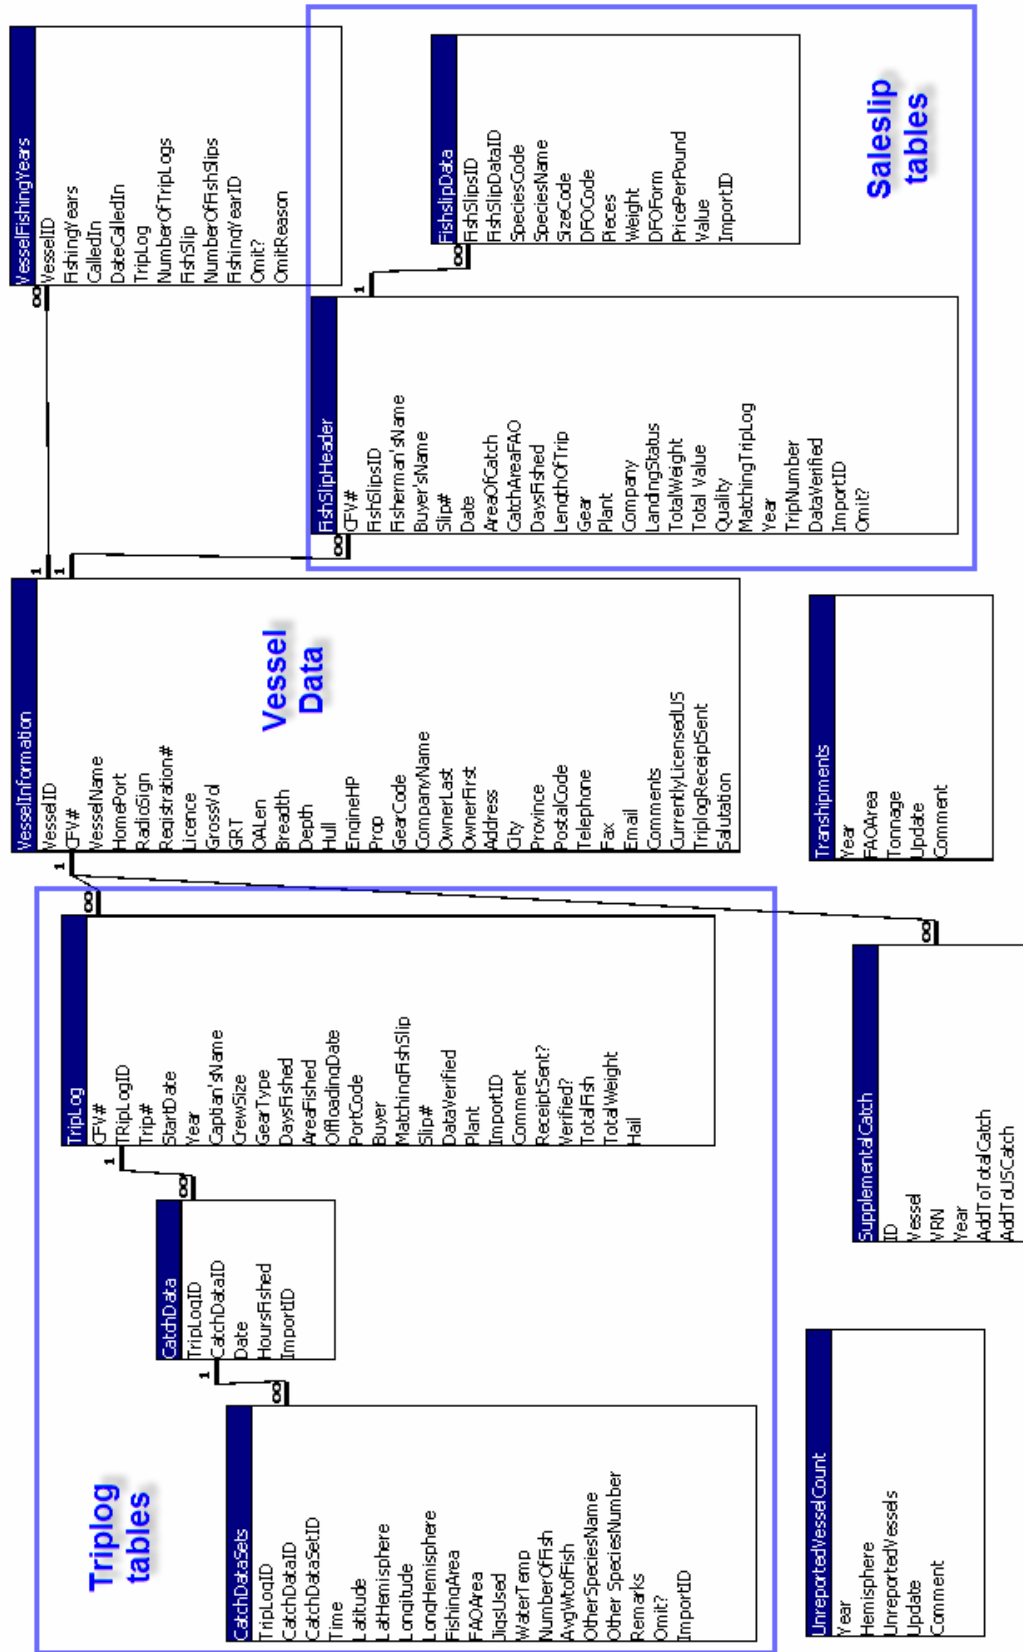 Triplog
tables
CatchDataSets
TripLogID
CatchDataID
CatchDataSetID
Time
Latitude
LatHemisphere
Longitude
LongHemisphere
FishingArea
FAOArea
JigsUsed
WaterTemp
NumberOfFish
AvgWtofFish
OtherSpeciesName
Other SpeciesNumber
Remarks
Omit?
ImportID
∞
1
CatchData
TripLogID
CatchDataID
Date
HoursFished
ImportID
∞
1
TripLog
CFV#
TRipLogID
Trip#
StartDate
Year
Captian'sName
CrewSize
GearType
DaysFished
AreaFished
OffloadingDate
PortCode
Buyer
MatchingFishSlip
Slip#
DataVerified
Plant
ImportID
Comment
ReceiptSent?
Verified?
TotalFish
TotalWeight
Hail
∞
1
VesselInformation
VesselID
CFV#
VesselName
HomePort
RadioSign
Registration#
Licence
GrossVol
GRT
OALen
Breadth
Depth
Hull
EngineHP
Prop
GearCode
CompanyName
OwnerLast
OwnerFirst
Address
City
Province
PostalCode
Telephone
Fax
Email
Comments
CurrentlyLicensedUS
TriplogReceiptSent
Salutation
Vessel
Data
1
1
∞
VesselFishingYears
VesselID
FishingYears
CalledIn
DateCalledIn
TripLog
NumberOfTripLogs
FishSlip
NumberOfFishSlips
FishingYearID
Omit?
OmitReason
∞
FishSlipHeader
CFV#
FishSlipsID
Fisherman'sName
Buyer'sName
Slip#
Date
AreaOfCatch
CatchAreaFAO
DaysFished
LengthOfTrip
Gear
Plant
Company
LandingStatus
TotalWeight
Total Value
Quality
MatchingTripLog
Year
TripNumber
DataVerified
ImportID
Omit?
1
∞
FishslipData
FishSlipsID
FishSlipDataID
SpeciesCode
SpeciesName
SizeCode
DFOCode
Pieces
Weight
DFOForm
PricePerPound
Value
ImportID
Saleslip
tables
UnreportedVesselCount
Year
Hemisphere
UnreportedVessels
Update
Comment
∞
SupplementalCatch
ID
Vessel
VRN
Year
AddToTotalCatch
AddToUSCatch
Transhipments
Year
FAOArea
Tonnage
Update
Comment